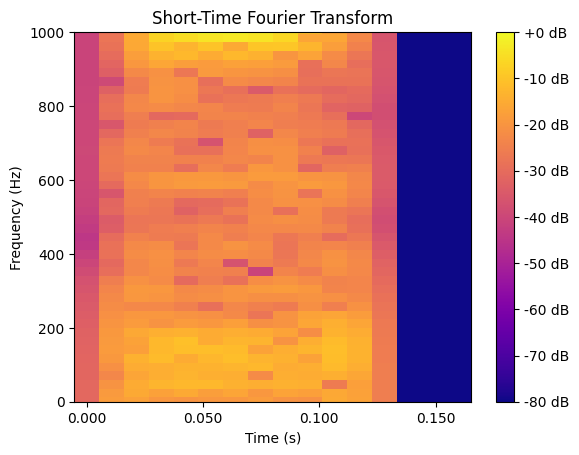 Short-Time Fourier Transform
1000
800
600
400
200
0
Frequency (Hz)
0.000
0.050
0.100
0.150
Time (s)
+0 dB
-10 dB
-20 dB
-30 dB
-40 dB
-50 dB
-60 dB
-70 dB
-80 dB